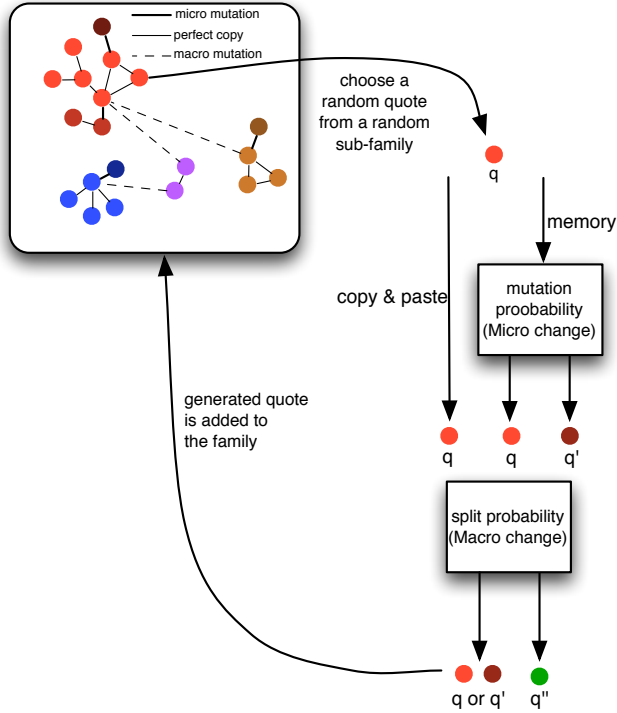 micro mutation
perfect copy
macro mutation
choose a
random quote
from a random
sub-family
q
memory
copy & paste
mutation
proobability
(Micro change)
generated quote
is added to
the family
q
q
q'
split probability
(Macro change)
q or q'
q"